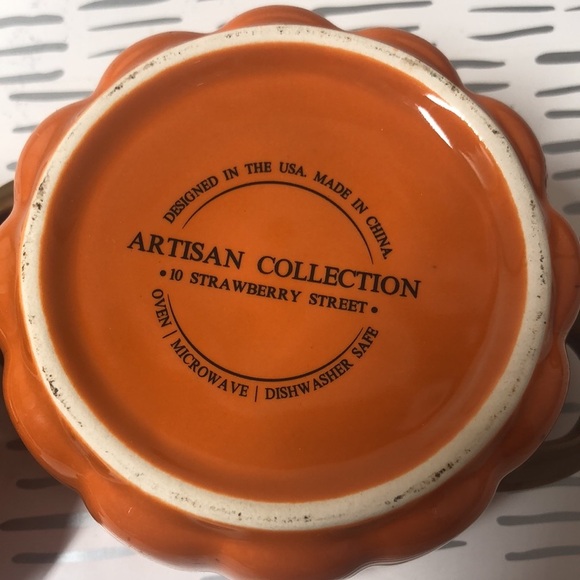 DESIGNED IN THE USA. MADE IN CHINA.
ARTISAN COLLECTION
• 10 STRAWBERRY STREET •
OVEN | MICROWAVE | DISHWASHER SAFE